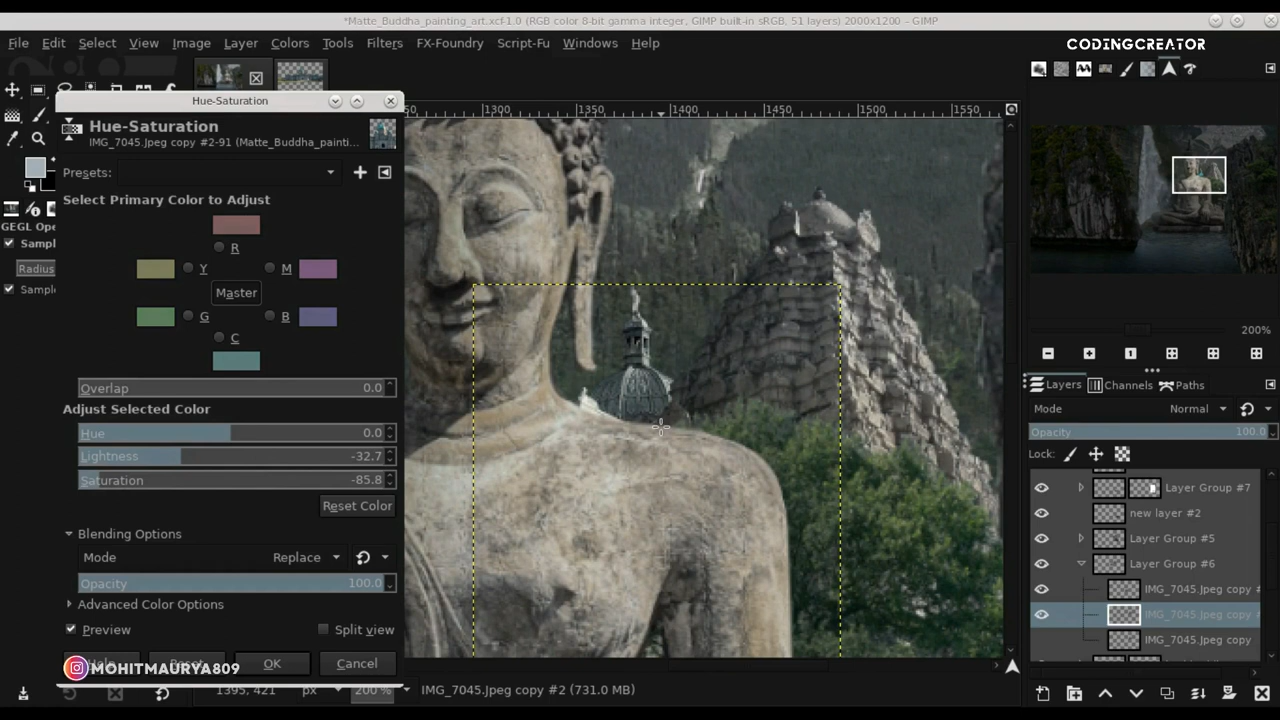 *Matte_Buddha_painting_art.xcf-1.0 (RGB color 8-bit gamma integer, GIMP built-in sRGB, 51 layers) 2000x1200 – GIMP
File Edit Select View Image Layer Colors Tools Filters FX-Foundry Script-Fu Windows Help
CODINGCREATOR
Hue-Saturation
1300 1350 1400 1450 1500 1550
Hue-Saturation
IMG_7045.Jpeg copy #2-91 (Matte_Buddha_painti...
Presets:
Select Primary Color to Adjust
R
Y M
Master
G B
C
Overlap 0.0
Adjust Selected Color
Hue 0.0
Lightness -32.7
Saturation -85.8
Reset Color
Blending Options
Mode Replace
Opacity 100.0
Advanced Color Options
Preview Split view
OK Cancel
MOHITMAURYA809
GEGL Ope
Sampl
Radius
Sample
1395, 421 px 200 % IMG_7045.Jpeg copy #2 (731.0 MB)
200%
Layers Channels Paths
Mode Normal
Opacity 100.0
Lock:
Layer Group #7
new layer #2
Layer Group #5
Layer Group #6
IMG_7045.Jpeg copy #
IMG_7045.Jpeg copy #
IMG_7045.Jpeg copy